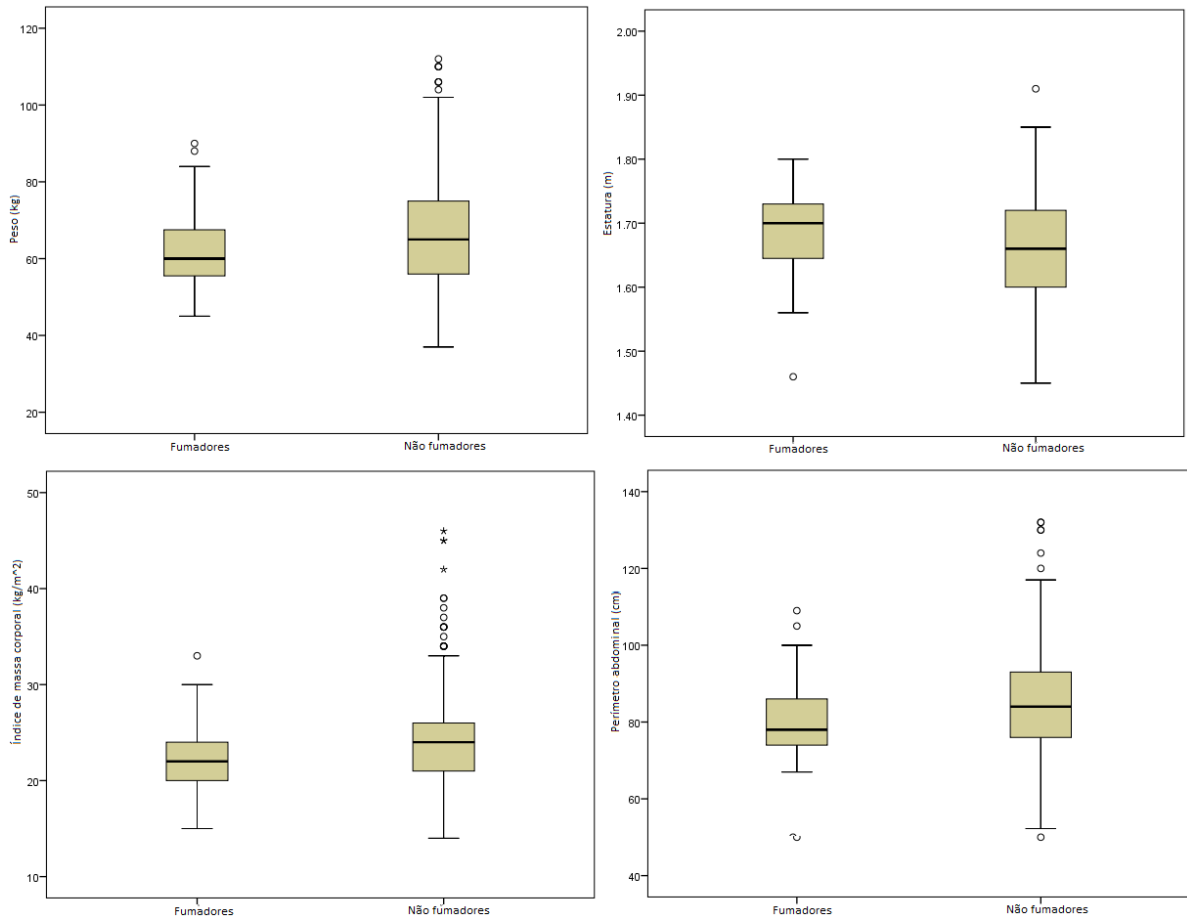 Peso (kg)
120
100
80
60
40
20
Fumadores
Não fumadores
Estatura (m)
2.00
1.90
1.80
1.70
1.60
1.50
1.40
Fumadores
Não fumadores
Índice de massa corporal (kg/m^2)
50
40
30
20
10
Fumadores
Não fumadores
Perímetro abdominal (cm)
140
120
100
80
60
40
Fumadores
Não fumadores